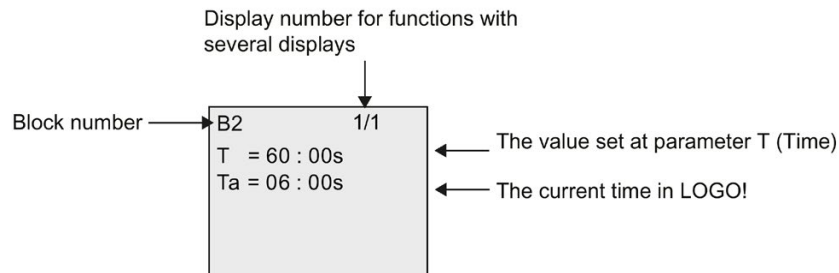 Display number for functions with
several displays
Block number
B2 1/1
T = 60 : 00s
Ta = 06 : 00s
The value set at parameter T (Time)
The current time in LOGO!